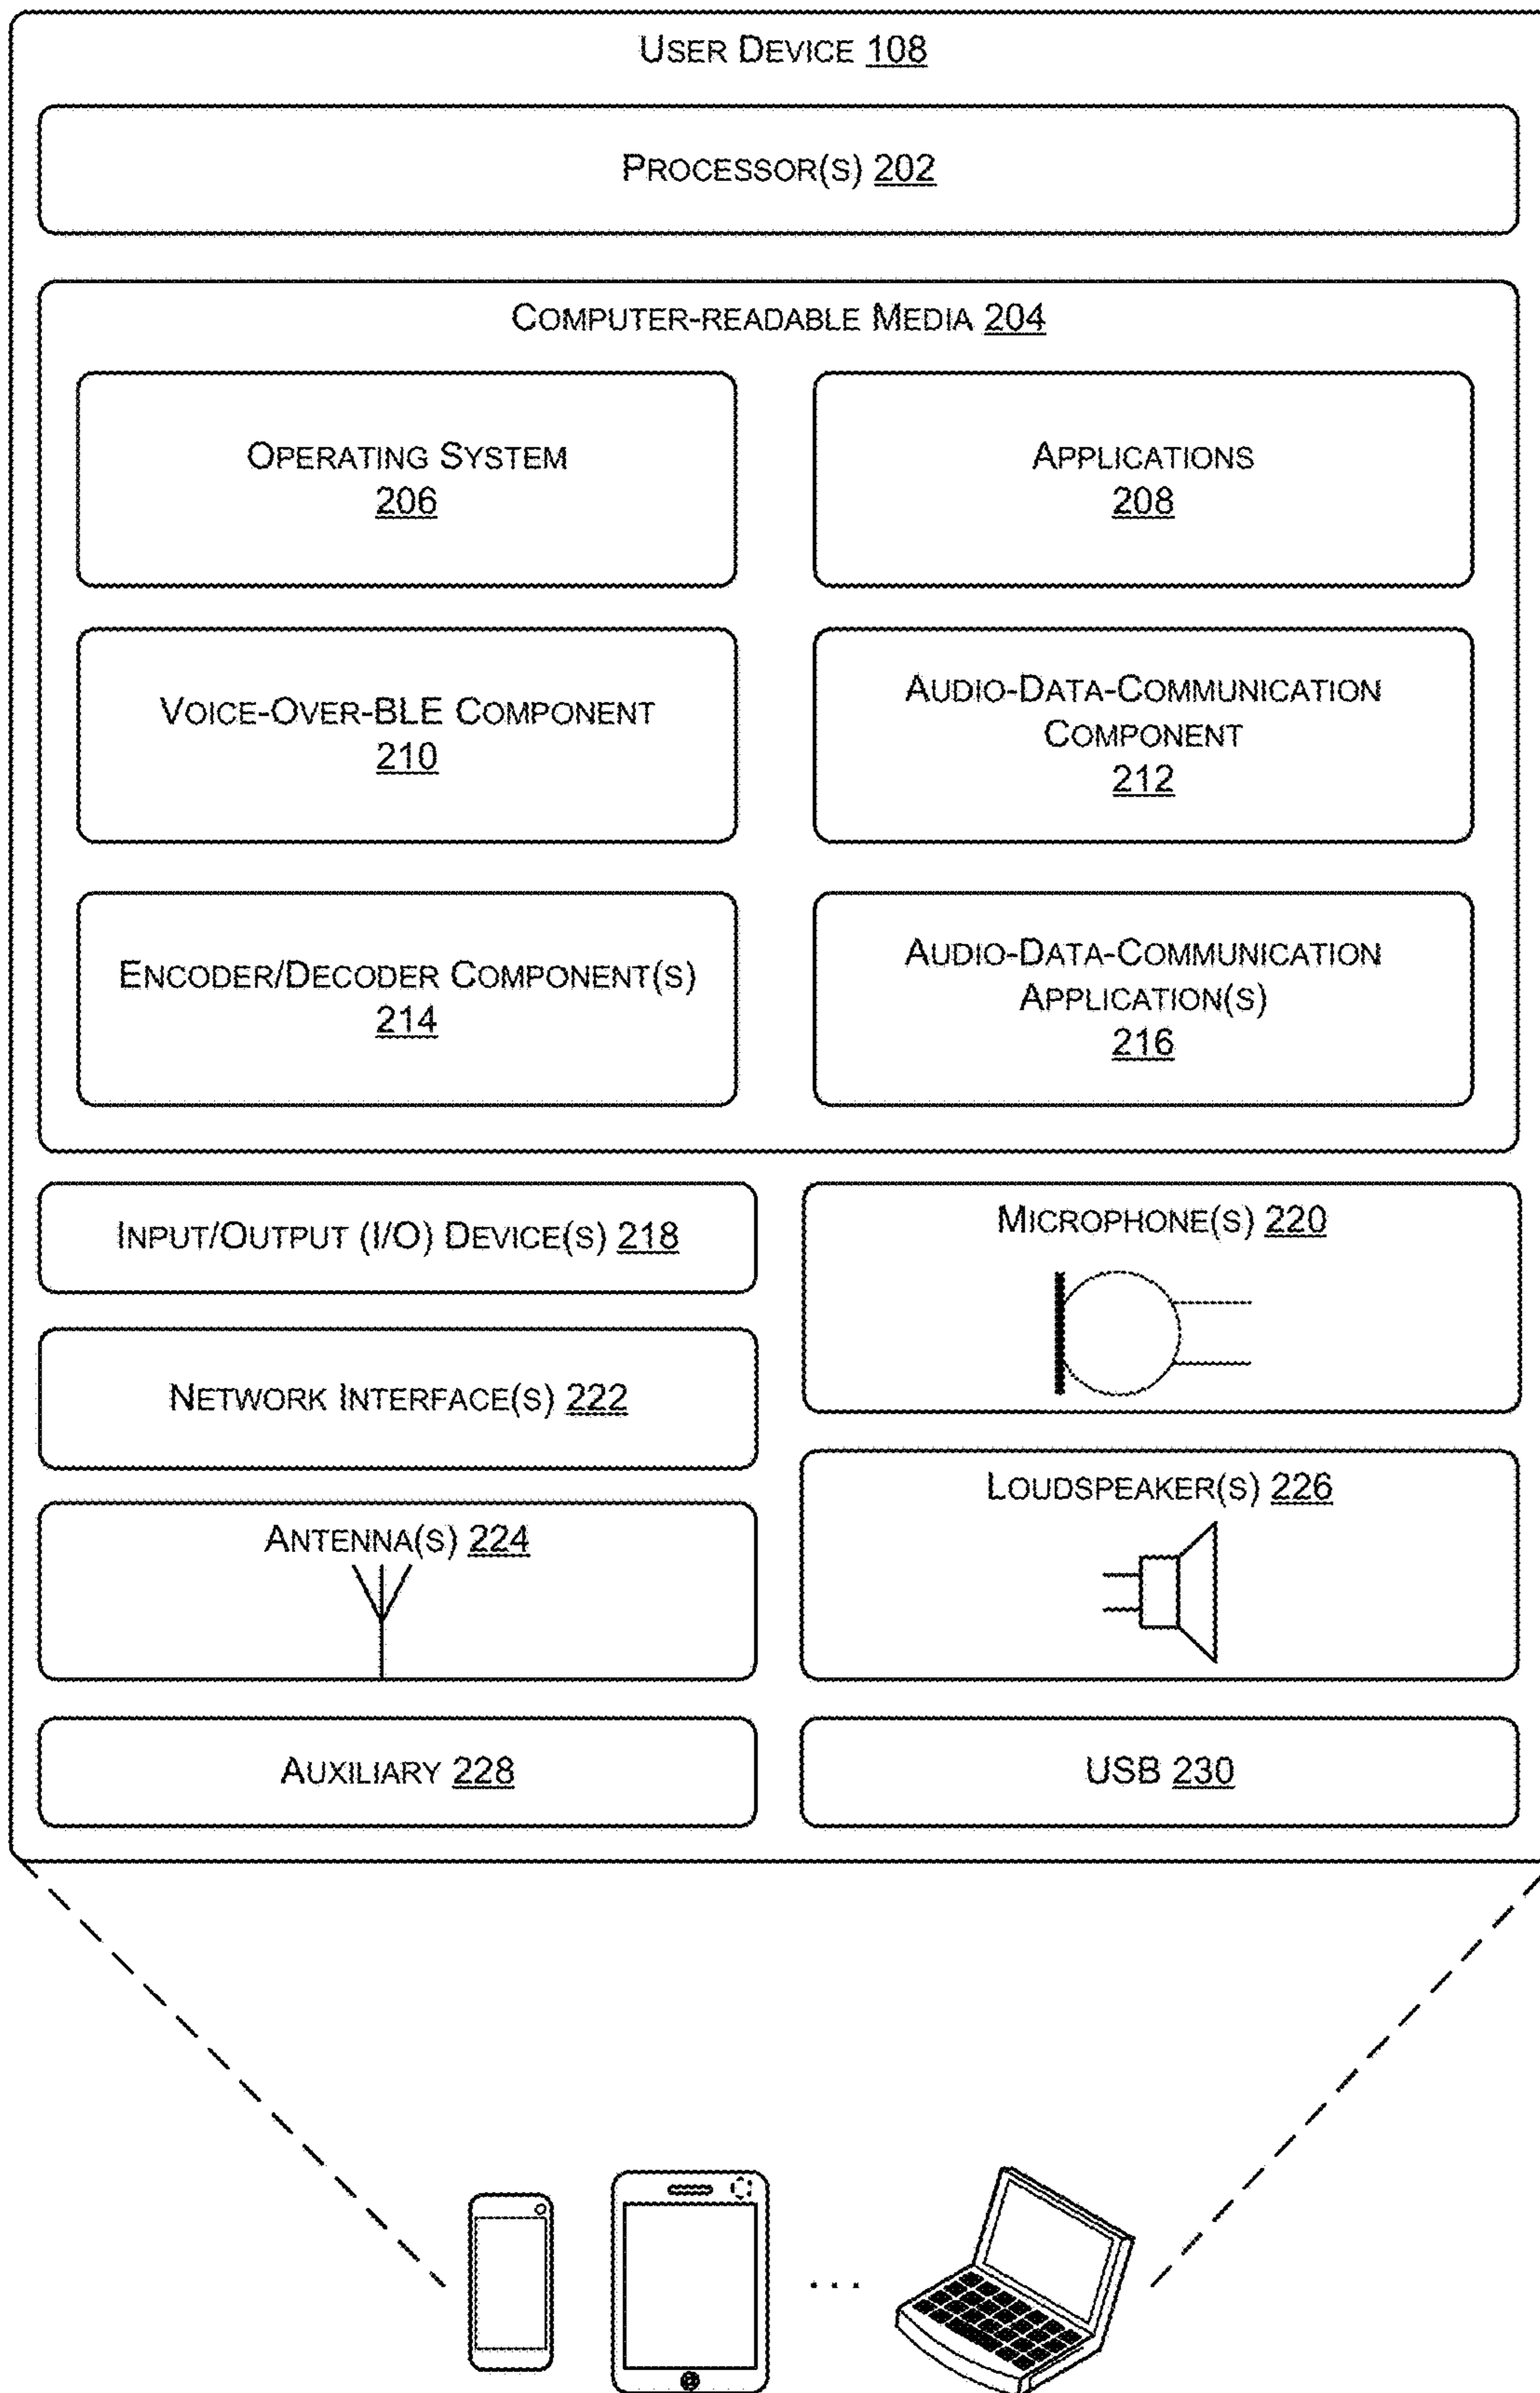 USER DEVICE 108
PROCESSOR(S) 202
COMPUTER-READABLE MEDIA 204
OPERATING SYSTEM
206
APPLICATIONS
208
VOICE-OVER-BLE COMPONENT
210
AUDIO-DATA-COMMUNICATION
COMPONENT
212
ENCODER/DECODER COMPONENT(S)
214
AUDIO-DATA-COMMUNICATION
APPLICATION(S)
216
INPUT/OUTPUT (I/O) DEVICE(S) 218
MICROPHONE(S) 220
NETWORK INTERFACE(S) 222
LOUDSPEAKER(S) 226
ANTENNA(S) 224
AUXILIARY 228
USB 230
...